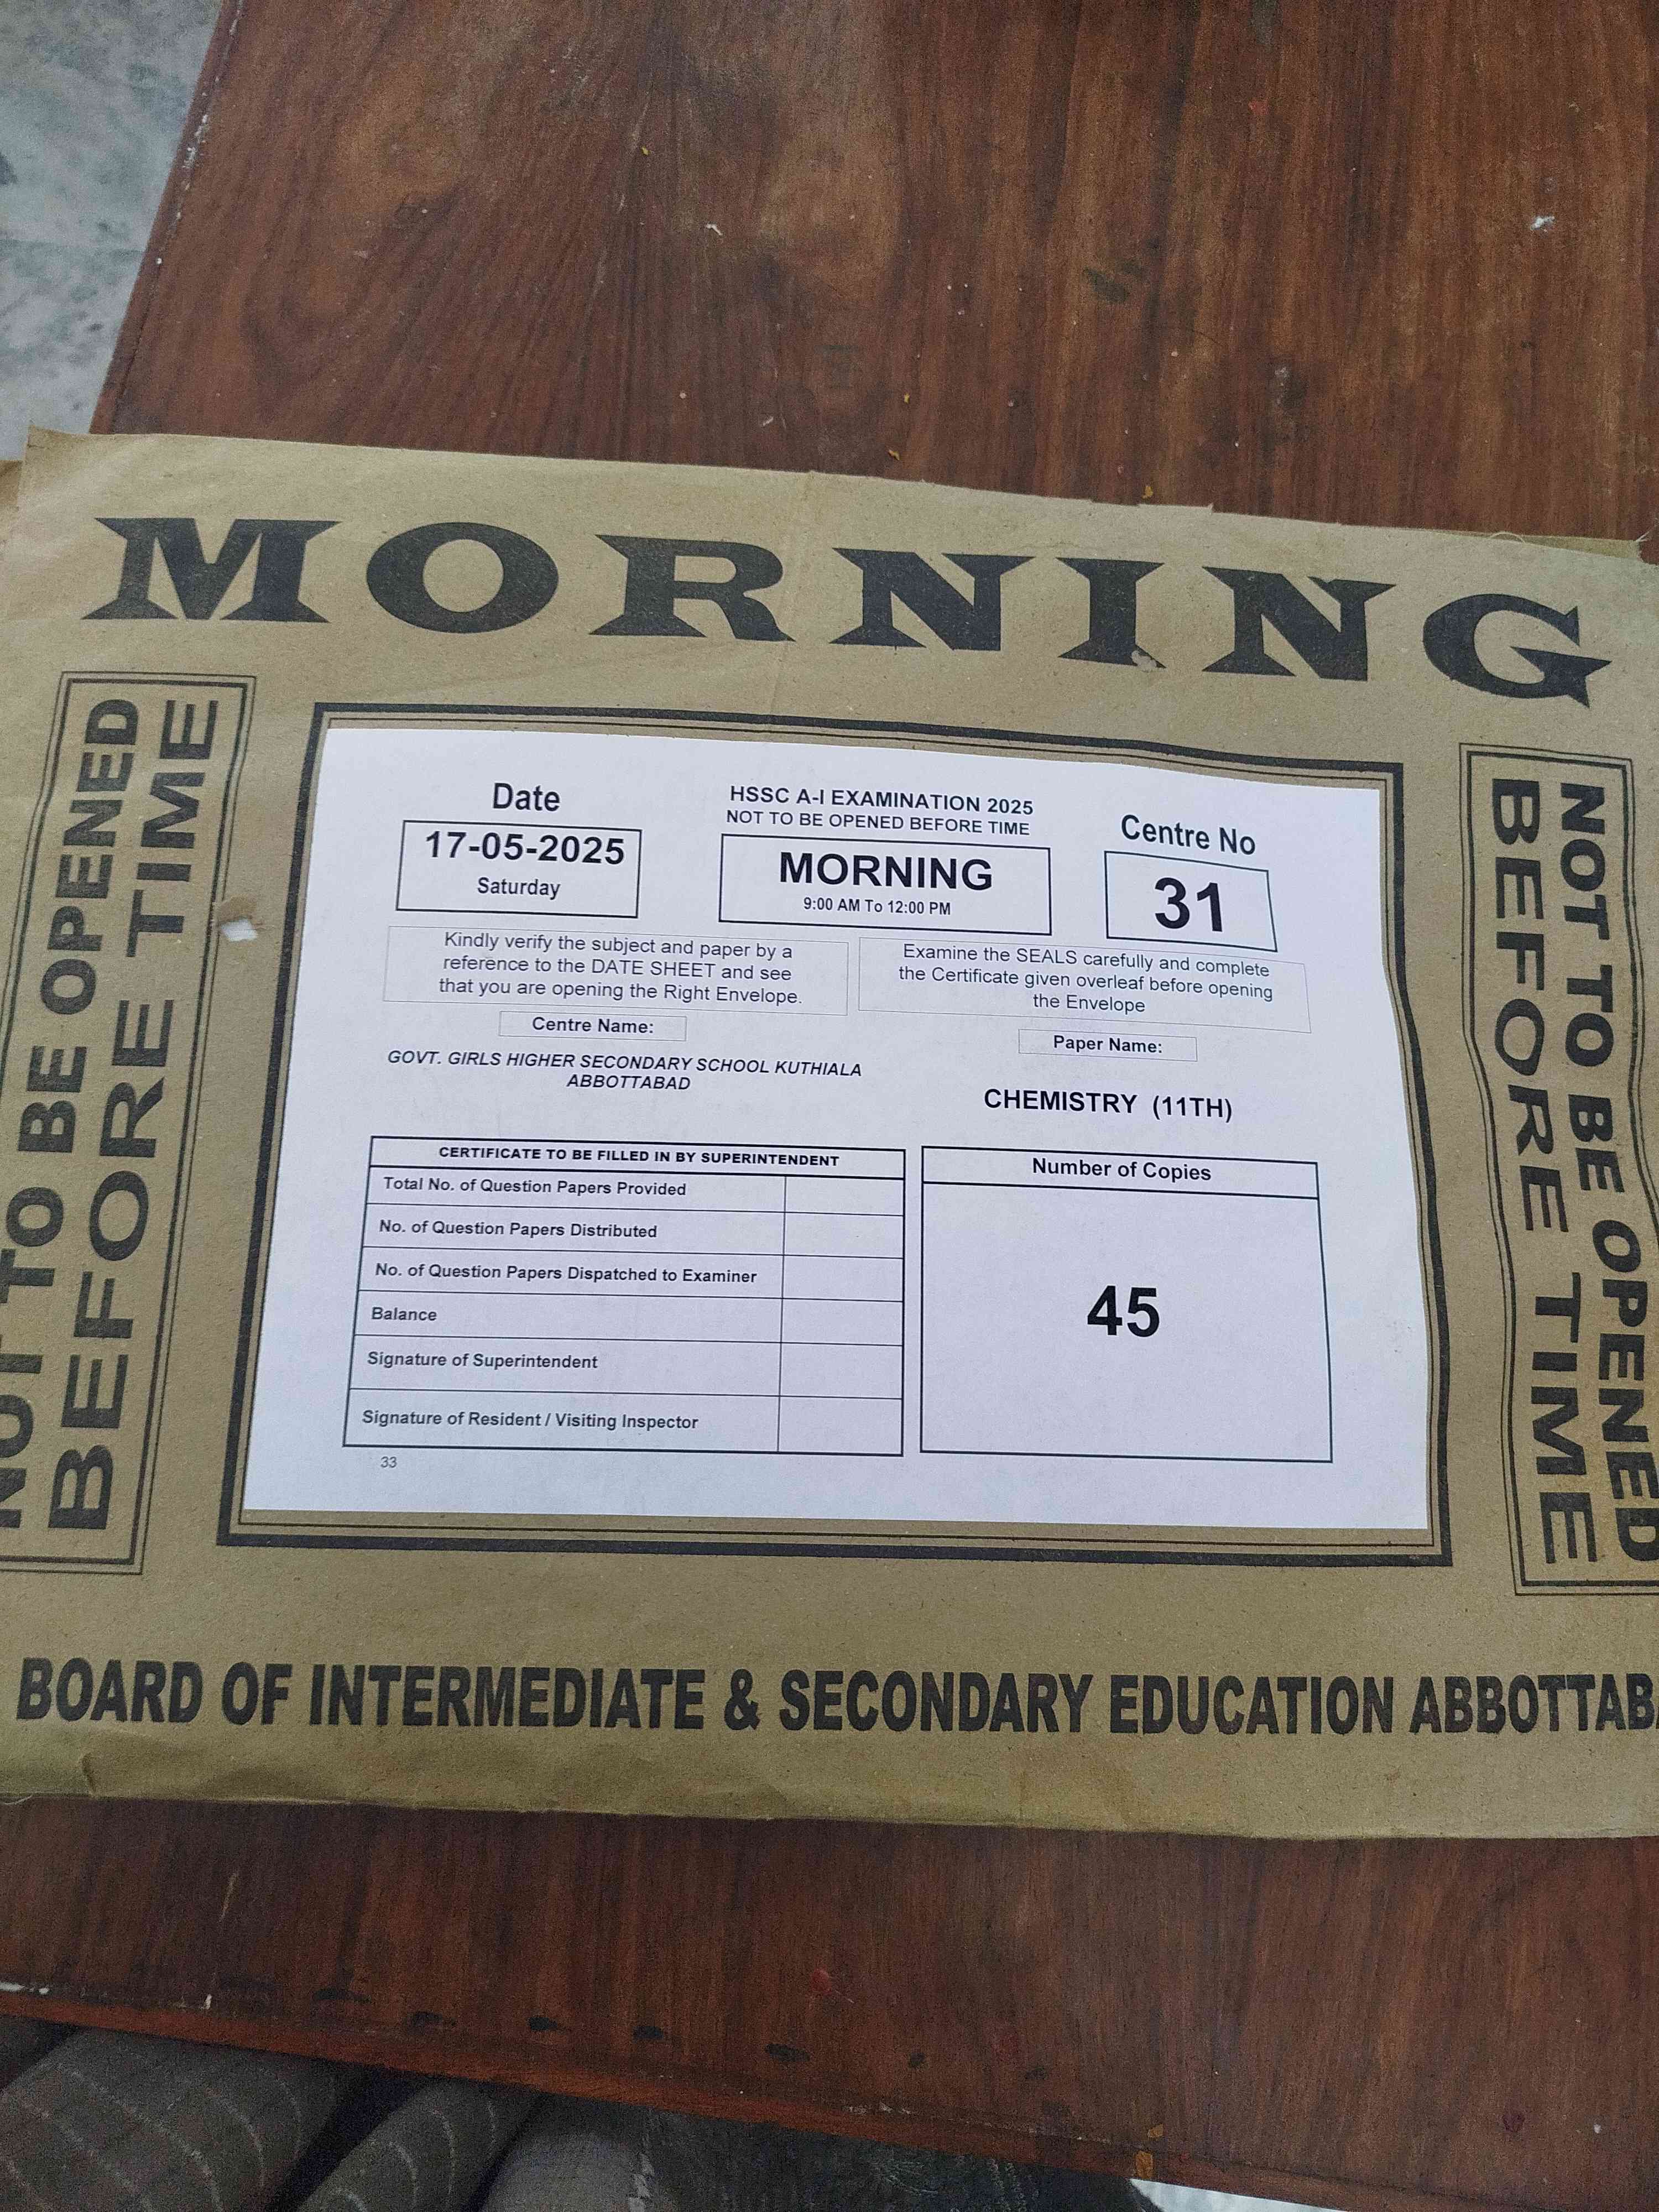 MORNING
NOT TO BE OPENED
BEFORE TIME
Date
17-05-2025
Saturday
HSSC A-I EXAMINATION 2025
NOT TO BE OPENED BEFORE TIME
MORNING
9:00 AM To 12:00 PM
Centre No
31
Kindly verify the subject and paper by a
reference to the DATE SHEET and see
that you are opening the Right Envelope.
Examine the SEALS carefully and complete
the Certificate given overleaf before opening
the Envelope
Centre Name:
GOVT. GIRLS HIGHER SECONDARY SCHOOL KUTHIALA
ABBOTTABAD
Paper Name:
CHEMISTRY (11TH)
CERTIFICATE TO BE FILLED IN BY SUPERINTENDENT
Total No. of Question Papers Provided
No. of Question Papers Distributed
No. of Question Papers Dispatched to Examiner
Balance
Signature of Superintendent
Signature of Resident / Visiting Inspector
33
Number of Copies
45
NOT TO BE OPENED
BEFORE TIME
BOARD OF INTERMEDIATE & SECONDARY EDUCATION ABBOTTAB